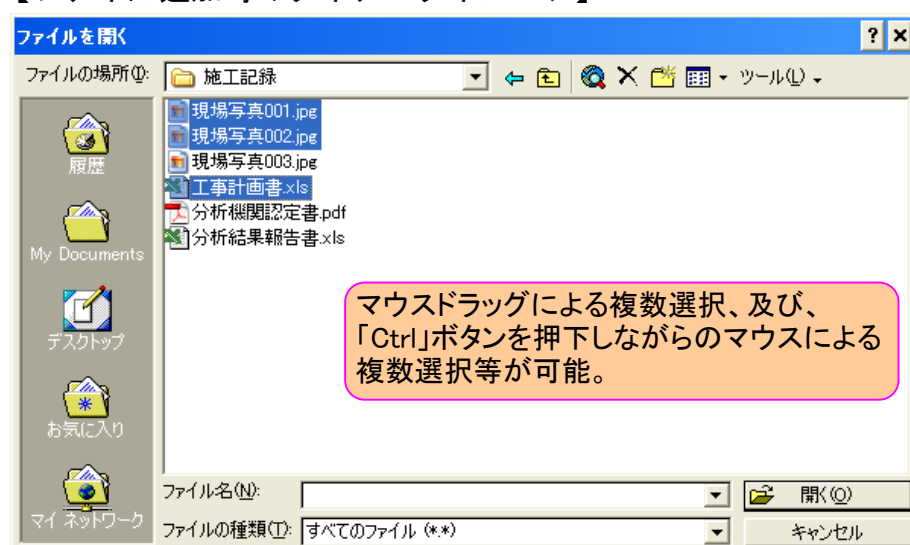 ファイルを開く
ファイルの場所(I):
施工記録
ツール(L)
履歴
My Documents
デスクトップ
お気に入り
マイ ネットワーク
現場写真001.jpg
現場写真002.jpg
現場写真003.jpg
工事計画書.xls
分析機関認定書.pdf
分析結果報告書.xls
マウスドラッグによる複数選択、及び、
「Ctrl」ボタンを押下しながらのマウスによる
複数選択等が可能。
ファイル名(N):
開く(O)
ファイルの種類(T):
すべてのファイル (*.*)
キャンセル